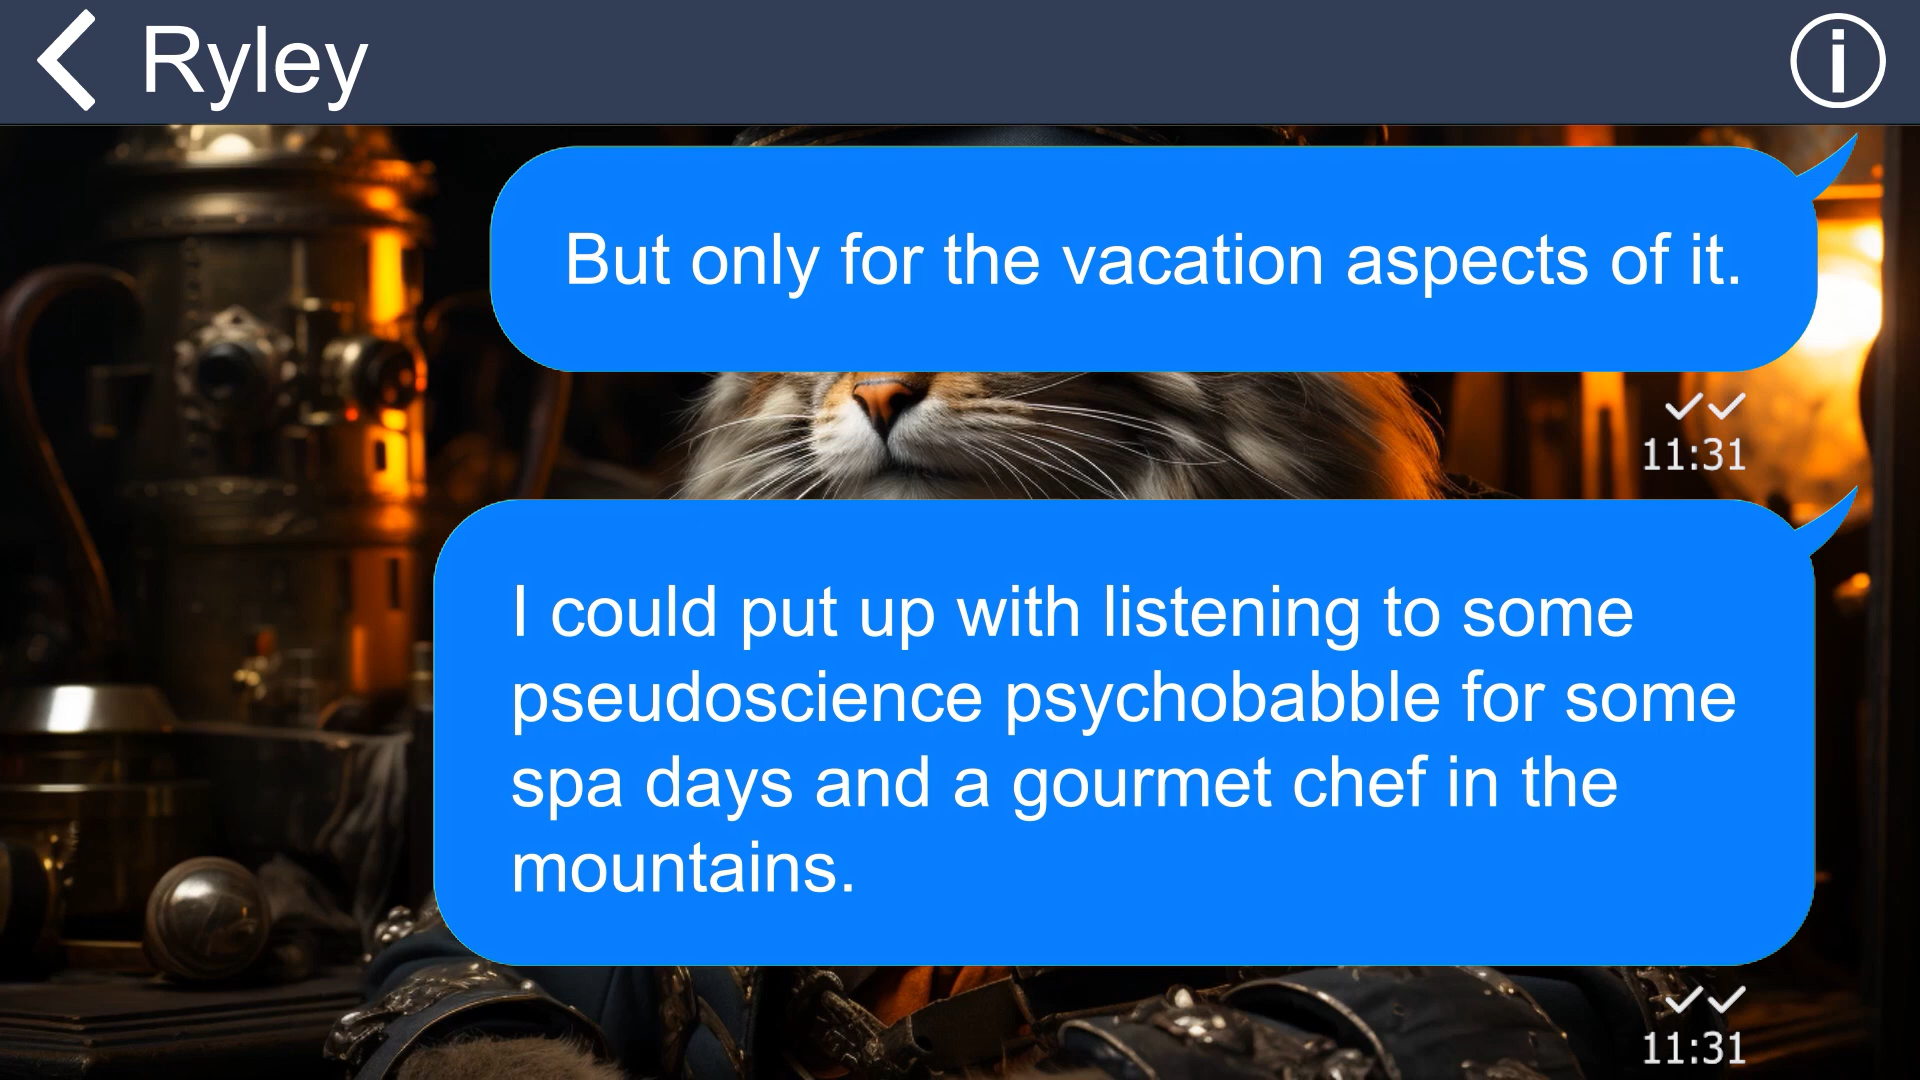 Ryley
But only for the vacation aspects of it.
11:31
I could put up with listening to some
pseudoscience psychobabble for some
spa days and a gourmet chef in the
mountains.
11:31